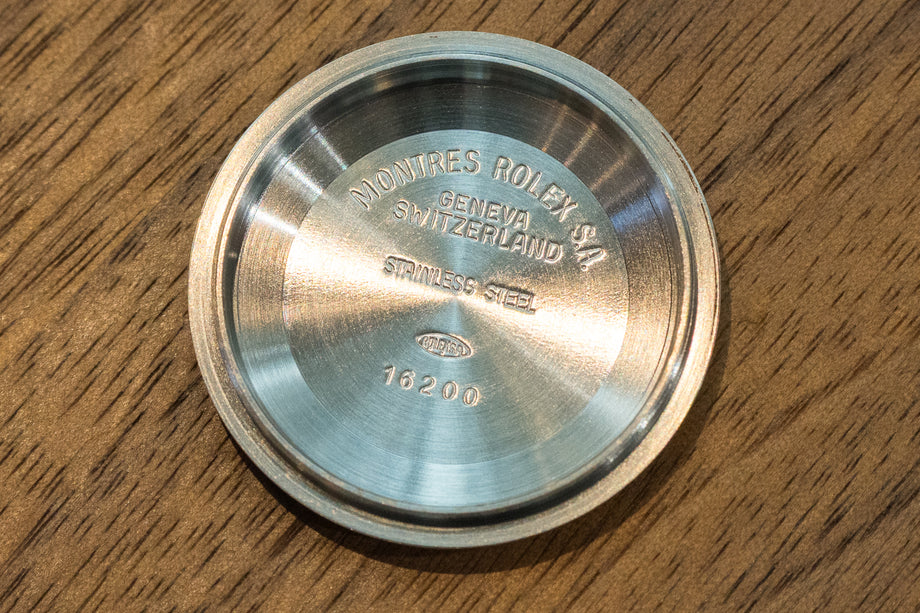 MONTRES ROLEX S.A.
GENEVA
SWITZERLAND
STAINLESS STEEL
16200